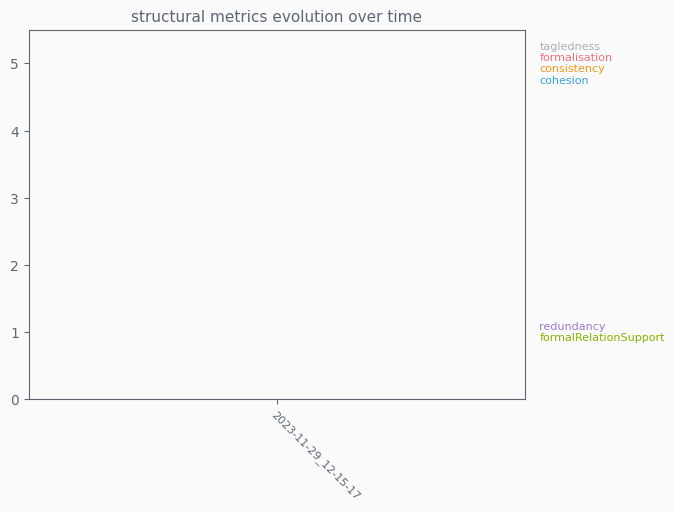 structural metrics evolution over time
tagledness
formalisation
consistency
cohesion
5
4
3
2
1
0
redundancy
formalRelationSupport
2023-11-29_12-15-17